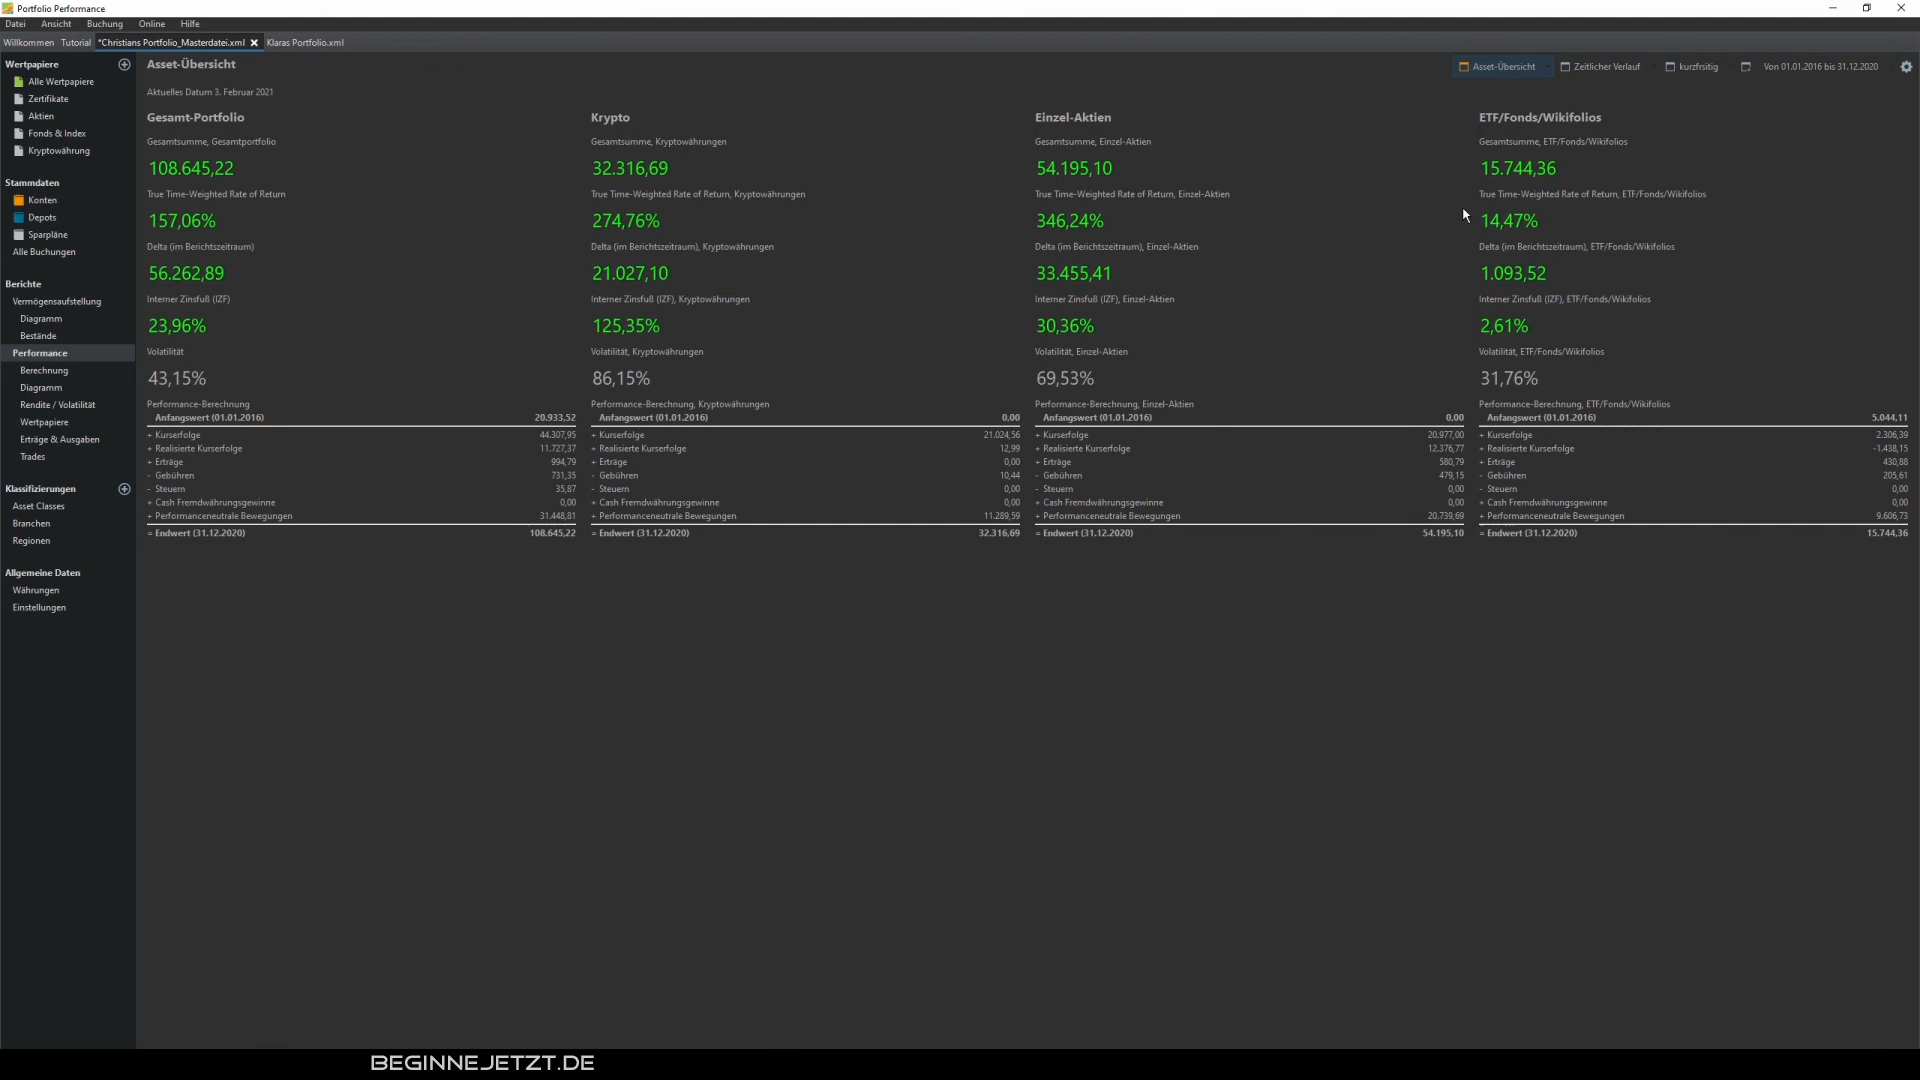 Portfolio Performance
Datei Ansicht Buchung Online Hilfe
Willkommen Tutorial *Christians Portfolio_Masterdatei.xml Klaras Portfolio.xml
Wertpapiere
Alle Wertpapiere
Zertifikate
Aktien
Fonds & Index
Kryptowährung
Stammdaten
Konten
Depots
Sparpläne
Alle Buchungen
Berichte
Vermögensaufstellung
Diagramm
Bestände
Performance
Berechnung
Diagramm
Rendite / Volatilität
Wertpapiere
Erträge & Ausgaben
Trades
Klassifizierungen
Asset Classes
Branchen
Regionen
Allgemeine Daten
Währungen
Einstellungen
Asset-Übersicht
Asset-Übersicht Zeitlicher Verlauf kurzfrsitig Von 01.01.2016 bis 31.12.2020
Aktuelles Datum 3. Februar 2021
Gesamt-Portfolio
Gesamtsumme, Gesamtportfolio
108.645,22
True Time-Weighted Rate of Return
157,06%
Delta (im Berichtszeitraum)
56.262,89
Interner Zinsfuß (IZF)
23,96%
Volatilität
43,15%
Performance-Berechnung
Anfangswert (01.01.2016) 20.933,52
+ Kurserfolge 44.307,95
+ Realisierte Kurserfolge 11.727,37
+ Erträge 994,79
- Gebühren 731,35
- Steuern 35,87
+ Cash Fremdwährungsgewinne 0,00
+ Performanceneutrale Bewegungen 31.448,81
= Endwert (31.12.2020) 108.645,22
Krypto
Gesamtsumme, Kryptowährungen
32.316,69
True Time-Weighted Rate of Return, Kryptowährungen
274,76%
Delta (im Berichtszeitraum), Kryptowährungen
21.027,10
Interner Zinsfuß (IZF), Kryptowährungen
125,35%
Volatilität, Kryptowährungen
86,15%
Performance-Berechnung, Kryptowährungen
Anfangswert (01.01.2016) 0,00
+ Kurserfolge 21.024,56
+ Realisierte Kurserfolge 12,99
+ Erträge 0,00
- Gebühren 10,44
- Steuern 0,00
+ Cash Fremdwährungsgewinne 0,00
+ Performanceneutrale Bewegungen 11.289,59
= Endwert (31.12.2020) 32.316,69
Einzel-Aktien
Gesamtsumme, Einzel-Aktien
54.195,10
True Time-Weighted Rate of Return, Einzel-Aktien
346,24%
Delta (im Berichtszeitraum), Einzel-Aktien
33.455,41
Interner Zinsfuß (IZF), Einzel-Aktien
30,36%
Volatilität, Einzel-Aktien
69,53%
Performance-Berechnung, Einzel-Aktien
Anfangswert (01.01.2016) 0,00
+ Kurserfolge 20.977,00
+ Realisierte Kurserfolge 12.376,77
+ Erträge 580,79
- Gebühren 479,15
- Steuern 0,00
+ Cash Fremdwährungsgewinne 0,00
+ Performanceneutrale Bewegungen 20.739,69
= Endwert (31.12.2020) 54.195,10
ETF/Fonds/Wikifolios
Gesamtsumme, ETF/Fonds/Wikifolios
15.744,36
True Time-Weighted Rate of Return, ETF/Fonds/Wikifolios
14,47%
Delta (im Berichtszeitraum), ETF/Fonds/Wikifolios
1.093,52
Interner Zinsfuß (IZF), ETF/Fonds/Wikifolios
2,61%
Volatilität, ETF/Fonds/Wikifolios
31,76%
Performance-Berechnung, ETF/Fonds/Wikifolios
Anfangswert (01.01.2016) 5.044,11
+ Kurserfolge 2.306,39
+ Realisierte Kurserfolge -1.438,15
+ Erträge 430,88
- Gebühren 205,61
- Steuern 0,00
+ Cash Fremdwährungsgewinne 0,00
+ Performanceneutrale Bewegungen 9.606,73
= Endwert (31.12.2020) 15.744,36
BEGINNEJETZT.DE